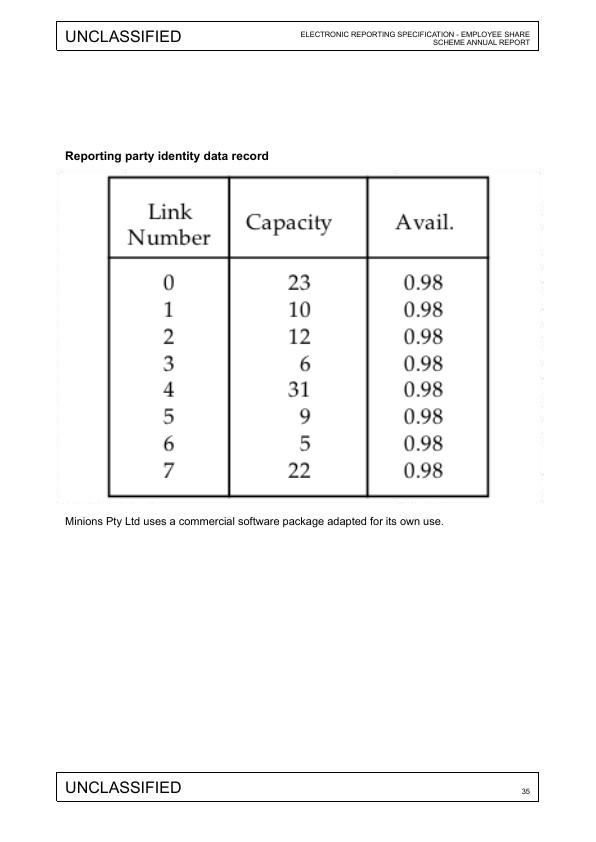 UNCLASSIFIED
ELECTRONIC REPORTING SPECIFICATION - EMPLOYEE SHARE
SCHEME ANNUAL REPORT
Reporting party identity data record
Link
Number Capacity Avail.
0 23 0.98
1 10 0.98
2 12 0.98
3 6 0.98
4 31 0.98
5 9 0.98
6 5 0.98
7 22 0.98
Minions Pty Ltd uses a commercial software package adapted for its own use.
UNCLASSIFIED
35